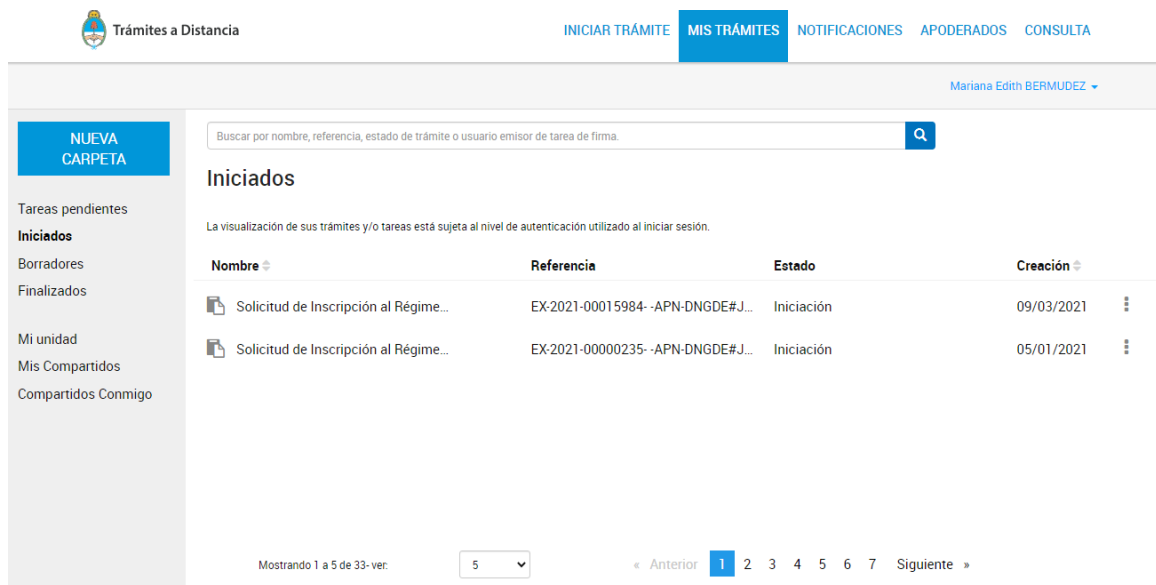 Trámites a Distancia
INICIAR TRÁMITE MIS TRÁMITES NOTIFICACIONES APODERADOS CONSULTA
Mariana Edith BERMUDEZ
NUEVA
CARPETA
Tareas pendientes
Iniciados
Borradores
Finalizados
Mi unidad
Mis Compartidos
Compartidos Conmigo
Buscar por nombre, referencia, estado de trámite o usuario emisor de tarea de firma.
Iniciados
La visualización de sus trámites y/o tareas está sujeta al nivel de autenticación utilizado al iniciar sesión.
Nombre Referencia Estado Creación
Solicitud de Inscripción al Régime... EX-2021-00015984- -APN-DNGDE#J... Iniciación 09/03/2021
Solicitud de Inscripción al Régime... EX-2021-00000235- -APN-DNGDE#J... Iniciación 05/01/2021
Mostrando 1 a 5 de 33- ver: 5 « Anterior 1 2 3 4 5 6 7 Siguiente »